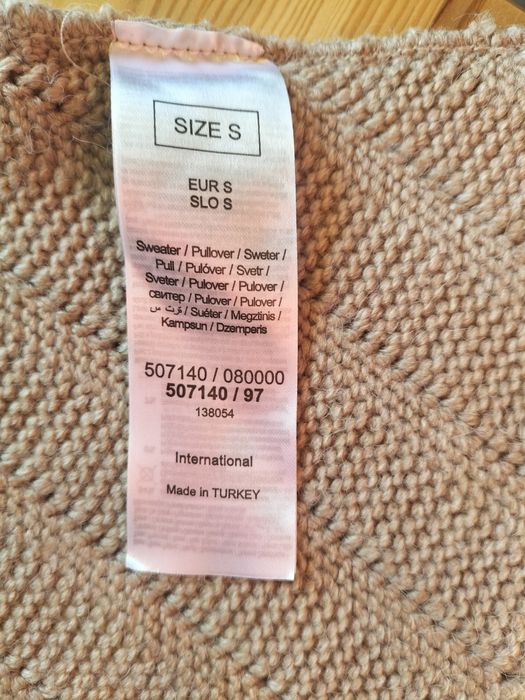 SIZE S
EUR S
SLO S
Sweater / Pullover / Sweter /
Pull / Pulóver / Svetr /
Sveter / Pulover / Pulover /
свитер / Pulover / Pulover /
/ Suéter / Megztinis /
Kampsun / Dzemperis
507140 / 080000
507140 / 97
138054
International
Made in TURKEY